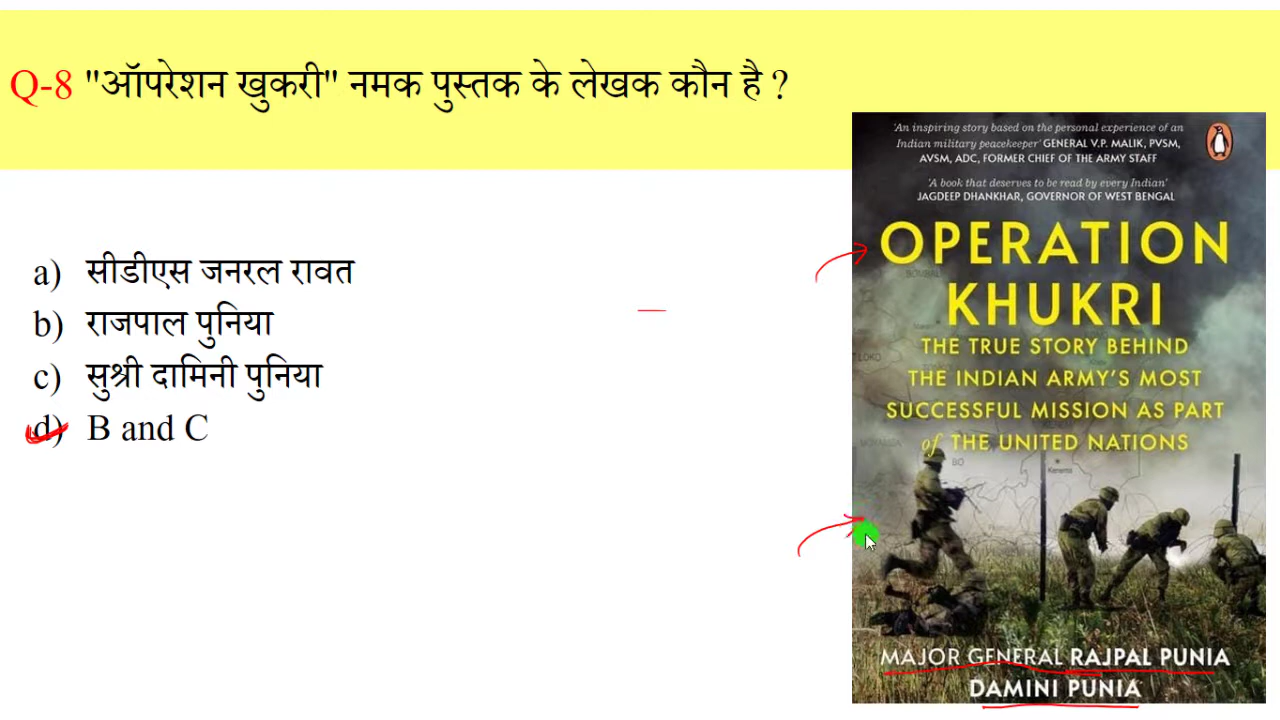 Q-8 "ऑपरेशन खुकरी" नमक पुस्तक के लेखक कौन है ?
a) सीडीएस जनरल रावत
b) राजपाल पुनिया
c) सुश्री दामिनी पुनिया
d) B and C
'An inspiring story based on the personal experience of an
Indian military peacekeeper' GENERAL V.P. MALIK, PVSM,
AVSM, ADC, FORMER CHIEF OF THE ARMY STAFF
'A book that deserves to be read by every Indian'
JAGDEEP DHANKHAR, GOVERNOR OF WEST BENGAL
OPERATION
KHUKRI
THE TRUE STORY BEHIND
THE INDIAN ARMY'S MOST
SUCCESSFUL MISSION AS PART
of THE UNITED NATIONS
BO
Kenema
MAJOR GENERAL RAJPAL PUNIA
DAMINI PUNIA